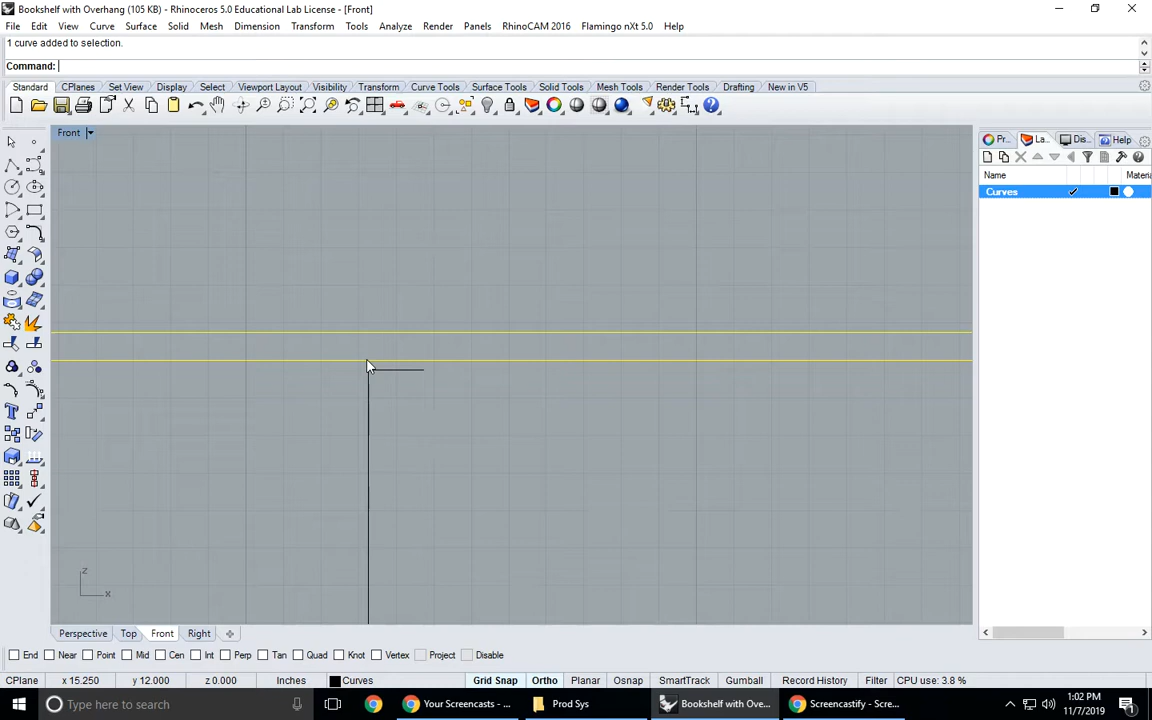 Bookshelf with Overhang (105 KB) - Rhinoceros 5.0 Educational Lab License - [Front]
File Edit View Curve Surface Solid Mesh Dimension Transform Tools Analyze Render Panels RhinoCAM 2016 Flamingo nXt 5.0 Help
1 curve added to selection.
Command:
Standard CPlanes Set View Display Select Viewport Layout Visibility Transform Curve Tools Surface Tools Solid Tools Mesh Tools Render Tools Drafting New in V5
Front
Pr... La... Dis... Help
Name Materia
Curves
z
x
Perspective Top Front Right
End Near Point Mid Cen Int Perp Tan Quad Knot Vertex Project Disable
CPlane x 15.250 y 12.000 z 0.000 Inches Curves Grid Snap Ortho Planar Osnap SmartTrack Gumball Record History Filter CPU use: 3.8 %
Type here to search Your Screencasts - ... Prod Sys Bookshelf with Ove... Screencastify - Scre... 1:02 PM
11/7/2019
1